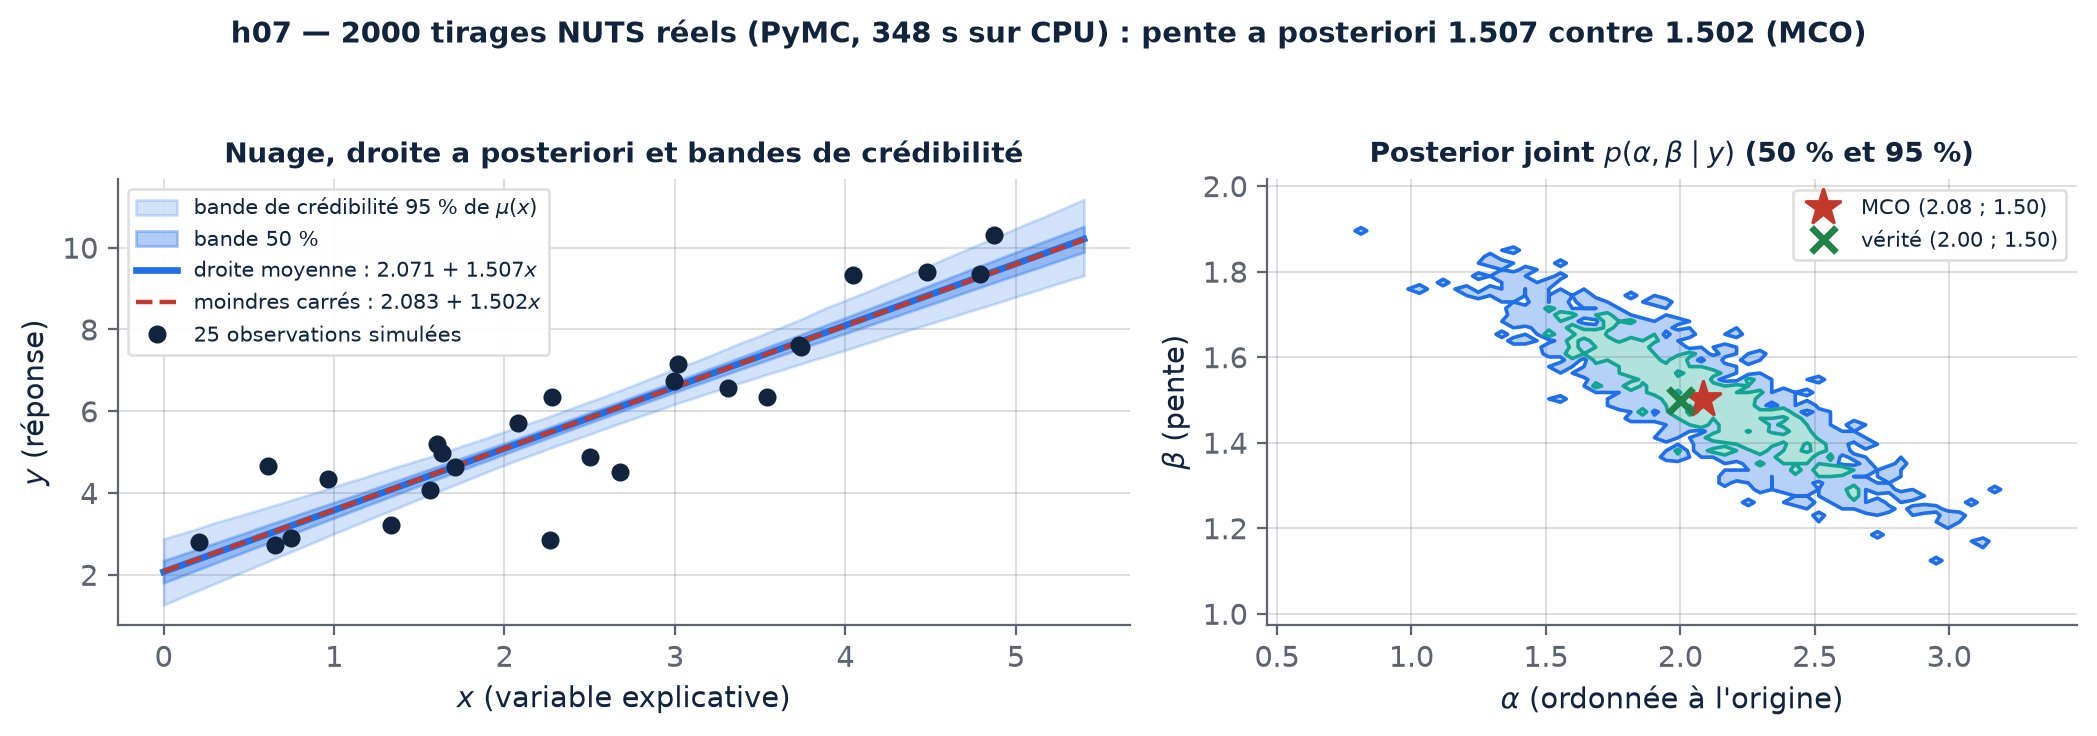 h07 — 2000 tirages NUTS réels (PyMC, 348 s sur CPU) : pente a posteriori 1.507 contre 1.502 (MCO)
Nuage, droite a posteriori et bandes de crédibilité
bande de crédibilité 95 % de μ(x)
bande 50 %
droite moyenne : 2.071 + 1.507x
moindres carrés : 2.083 + 1.502x
25 observations simulées
10
8
6
4
2
y (réponse)
0 1 2 3 4 5
x (variable explicative)
Posterior joint p(α, β | y) (50 % et 95 %)
MCO (2.08 ; 1.50)
vérité (2.00 ; 1.50)
2.0
1.8
1.6
1.4
1.2
1.0
β (pente)
0.5 1.0 1.5 2.0 2.5 3.0
α (ordonnée à l'origine)